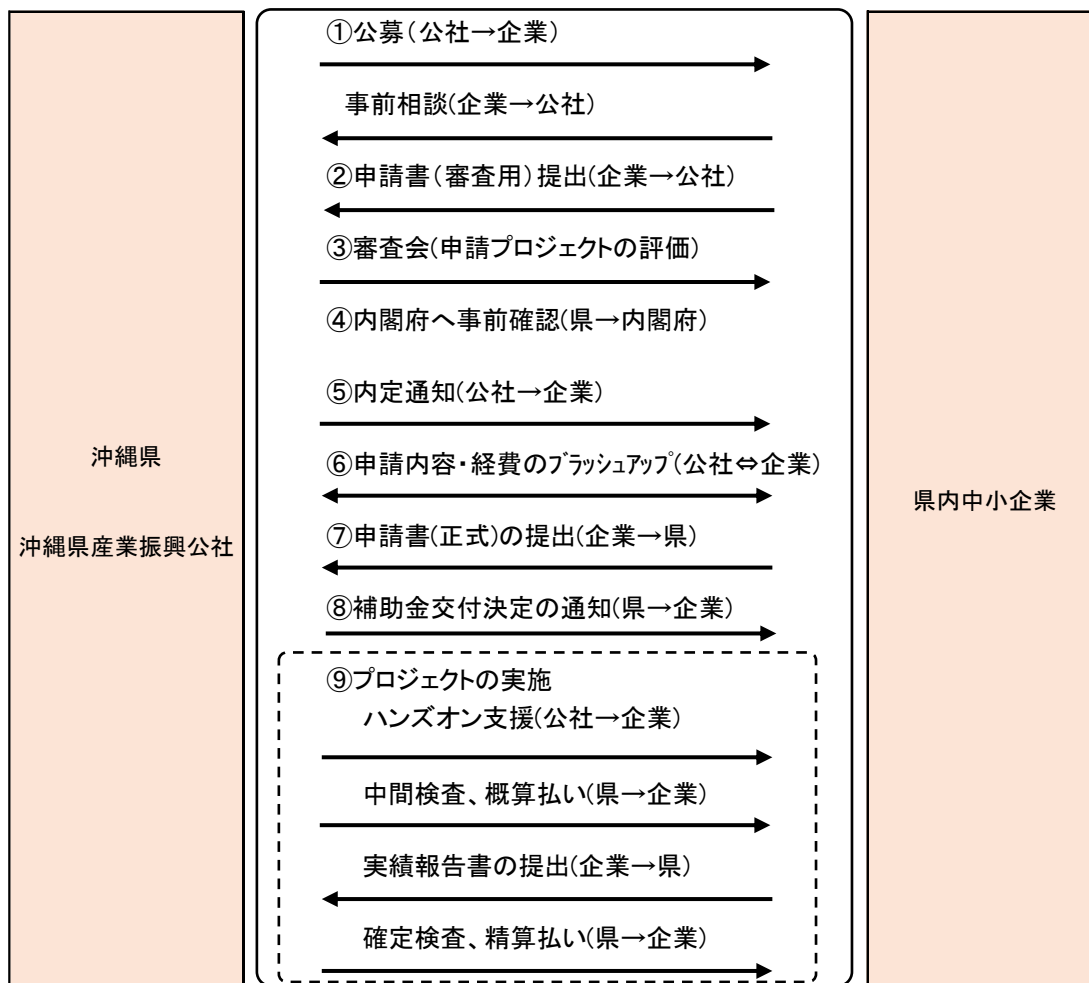 沖縄県
沖縄県産業振興公社
①公募(公社→企業)
事前相談(企業→公社)
②申請書(審査用)提出(企業→公社)
③審査会(申請プロジェクトの評価)
④内閣府へ事前確認(県→内閣府)
⑤内定通知(公社→企業)
⑥申請内容・経費のブラッシュアップ(公社⇔企業)
⑦申請書(正式)の提出(企業→県)
⑧補助金交付決定の通知(県→企業)
⑨プロジェクトの実施
ハンズオン支援(公社→企業)
中間検査、概算払い(県→企業)
実績報告書の提出(企業→県)
確定検査、精算払い(県→企業)
県内中小企業